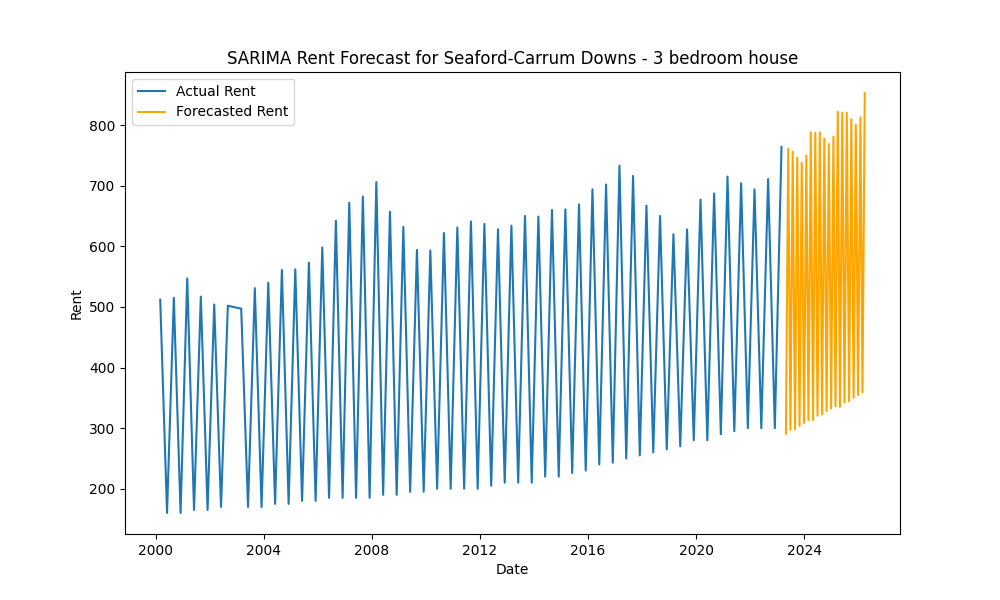 SARIMA Rent Forecast for Seaford-Carrum Downs - 3 bedroom house
Actual Rent
Forecasted Rent
800
700
600
500
400
300
200
Rent
2000 2004 2008 2012 2016 2020 2024
Date